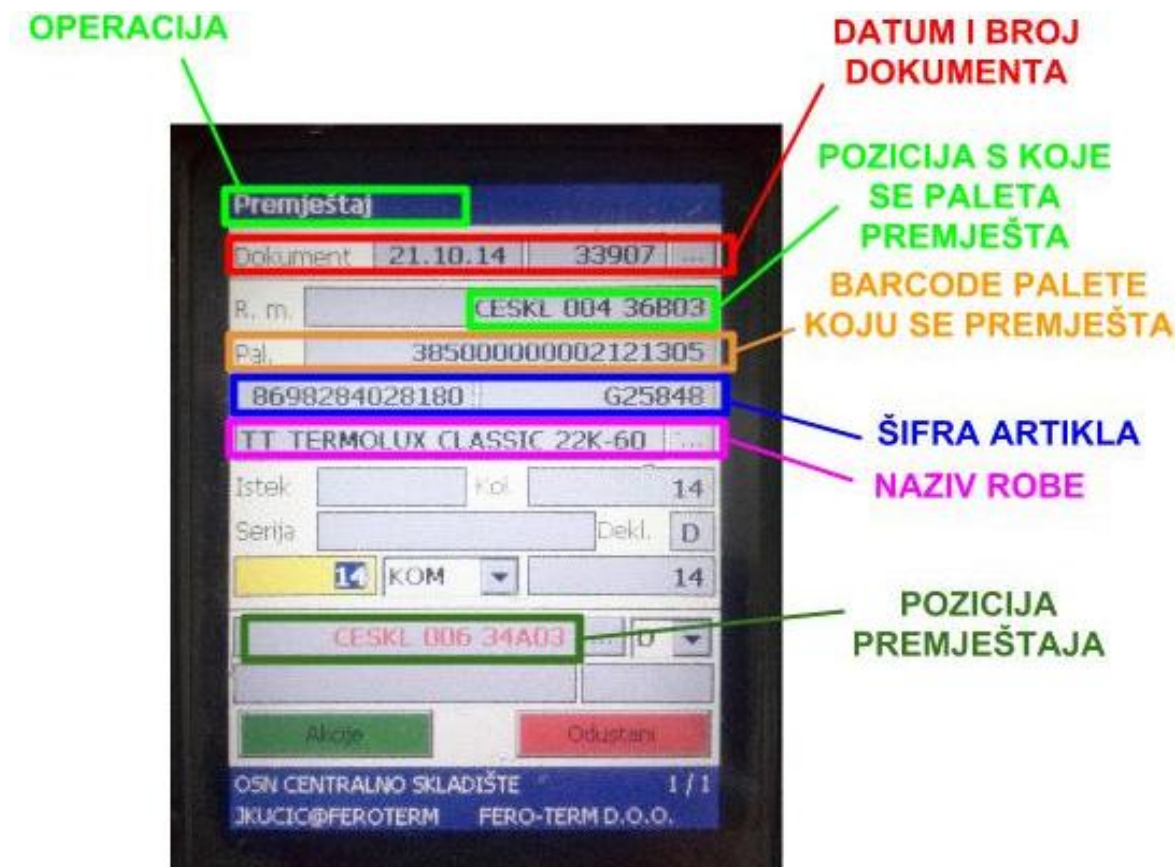 OPERACIJA
DATUM I BROJ
DOKUMENTA
POZICIJA S KOJE
SE PALETA
PREMJEŠTA
BARCODE PALETE
KOJU SE PREMJEŠTA
ŠIFRA ARTIKLA
NAZIV ROBE
POZICIJA
PREMJEŠTAJA
Premještaj
Dokument 21.10.14 33907 ...
R. m. CESKL 004 36B03
Pal. 385000000002121305
8698284028180 G25848
TT TERMOLUX CLASSIC 22K-60 ...
Istek Kol. 14
Serija Dekl. D
14 KOM 14
CESKL 006 34A03 ...
Akcije Odustani
OSN CENTRALNO SKLADIŠTE 1/1
JKUCIC@FEROTERM FERO-TERM D.O.O.